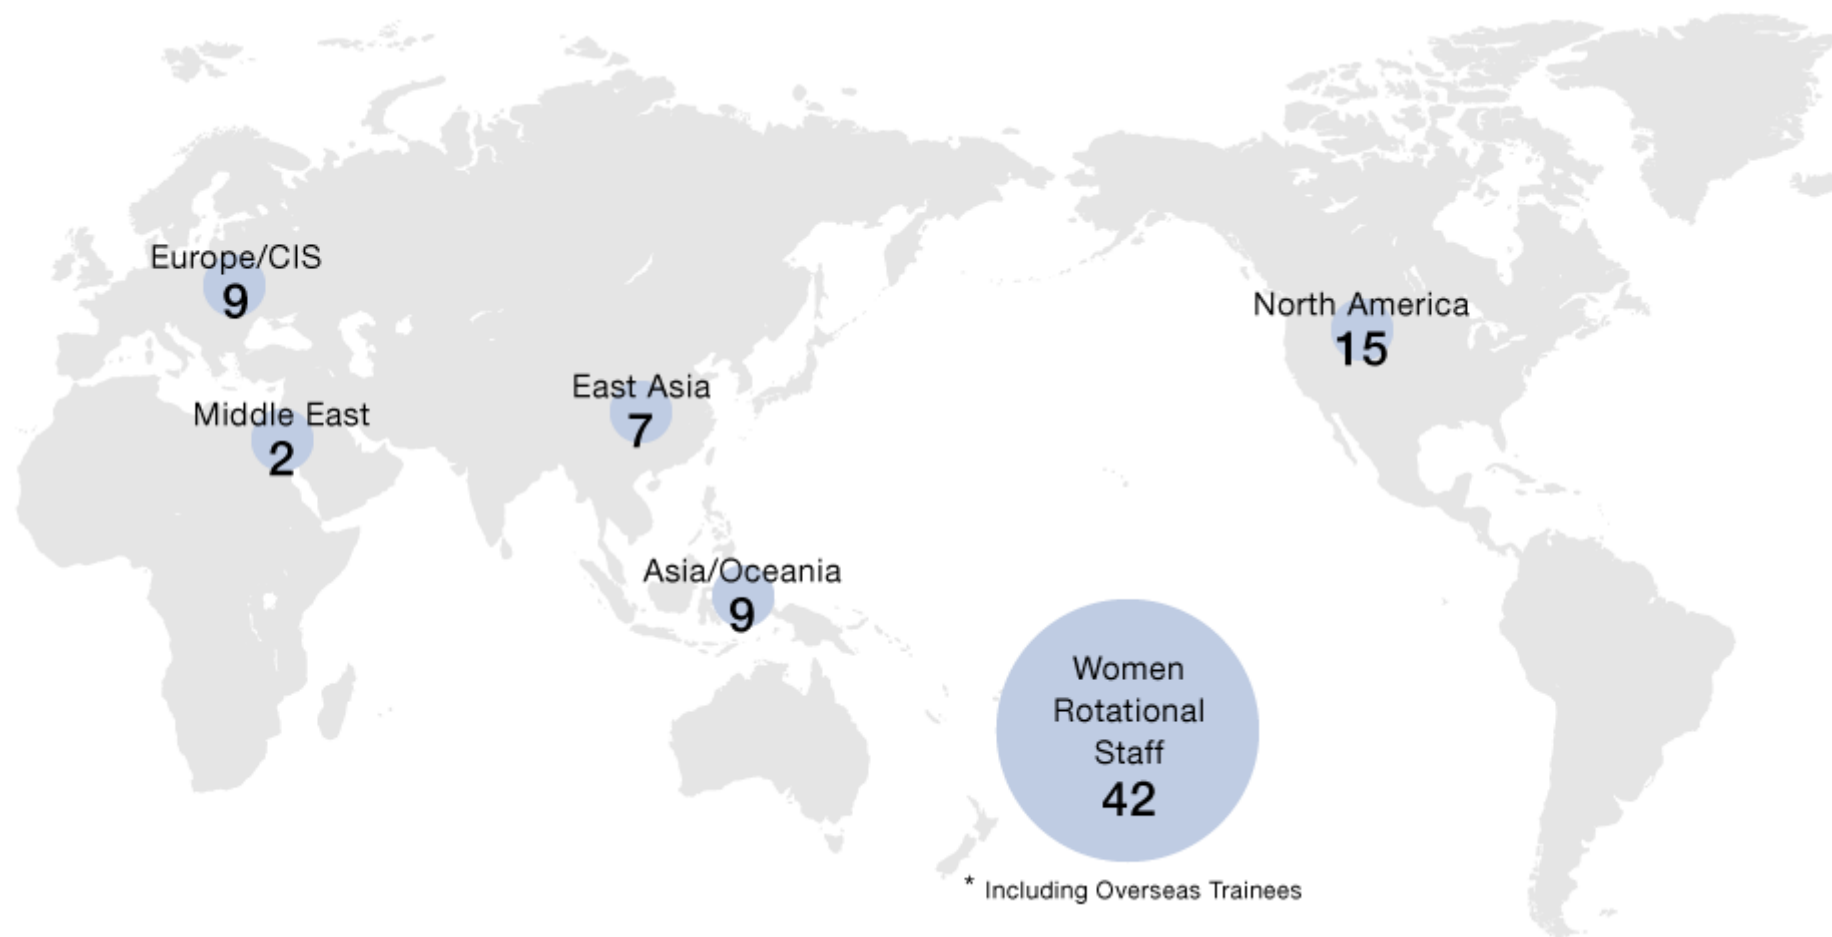 Europe/CIS
9
North America
15
East Asia
7
Middle East
2
Asia/Oceania
9
Women
Rotational
Staff
42
* Including Overseas Trainees